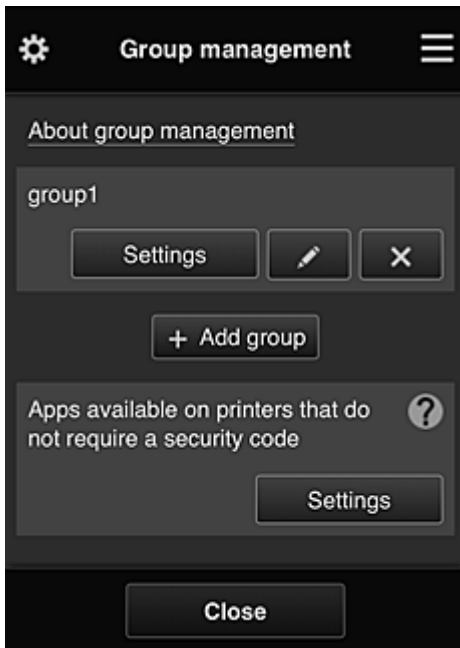 Group management
About group management
group1
Settings
+ Add group
Apps available on printers that do
not require a security code
?
Settings
Close